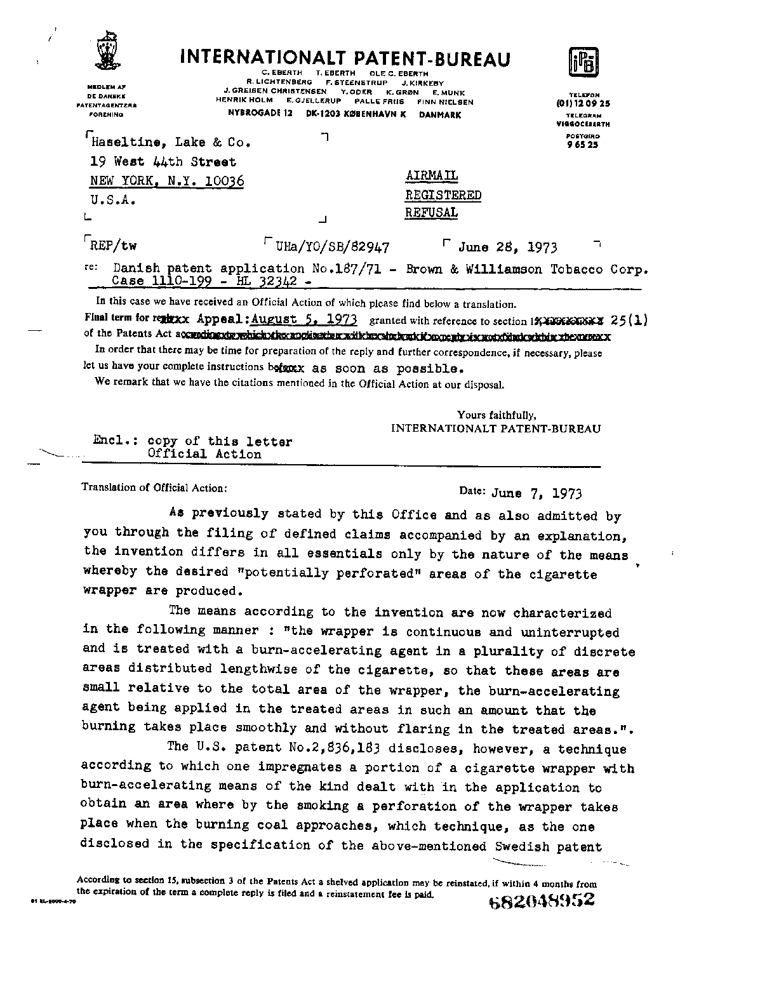 INTERNATIONALT PATENT-BUREAU
C. EBERTH T. EBERTH OLE C. EBERTH
R. LICHTENBERG F. STEENSTRUP J. KIRKEBY
J. GREISEN CHRISTENSEN Y. ODER K. GRØN E. MUNK
HENRIK HOLM E. GJELLERUP PALLE FRIIS FINN NIELSEN
NYBROGADE 12 DK-1203 KØBENHAVN K DANMARK
MEDLEM AF
DE DANSKE
PATENTAGENTERS
FORENING
iPB
TELEFON
(01) 12 09 25
TELEGRAM
VIGGOCEBERTH
POSTGIRO
9 65 25
Haseltine, Lake & Co.
19 West 44th Street
NEW YORK, N.Y. 10036
U.S.A.
AIRMAIL
REGISTERED
REFUSAL
REP/tw UHa/YO/SB/82947 June 28, 1973
re: Danish patent application No.187/71 - Brown & Williamson Tobacco Corp.
Case 1110-199 - HL 32342 -
In this case we have received an Official Action of which please find below a translation.
Final term for Appeal: August 5, 1973 granted with reference to section 25(1)
of the Patents Act
In order that there may be time for preparation of the reply and further correspondence, if necessary, please
let us have your complete instructions as soon as possible.
We remark that we have the citations mentioned in the Official Action at our disposal.
Yours faithfully,
INTERNATIONALT PATENT-BUREAU
Encl.: copy of this letter
Official Action
Translation of Official Action: Date: June 7, 1973
As previously stated by this Office and as also admitted by
you through the filing of defined claims accompanied by an explanation,
the invention differs in all essentials only by the nature of the means
whereby the desired "potentially perforated" areas of the cigarette
wrapper are produced.
The means according to the invention are now characterized
in the following manner : "the wrapper is continuous and uninterrupted
and is treated with a burn-accelerating agent in a plurality of discrete
areas distributed lengthwise of the cigarette, so that these areas are
small relative to the total area of the wrapper, the burn-accelerating
agent being applied in the treated areas in such an amount that the
burning takes place smoothly and without flaring in the treated areas.".
The U.S. patent No.2,836,183 discloses, however, a technique
according to which one impregnates a portion of a cigarette wrapper with
burn-accelerating means of the kind dealt with in the application to
obtain an area where by the smoking a perforation of the wrapper takes
place when the burning coal approaches, which technique, as the one
disclosed in the specification of the above-mentioned Swedish patent
According to section 15, subsection 3 of the Patents Act a shelved application may be reinstated, if within 4 months from
the expiration of the term a complete reply is filed and a reinstatement fee is paid.
682048952